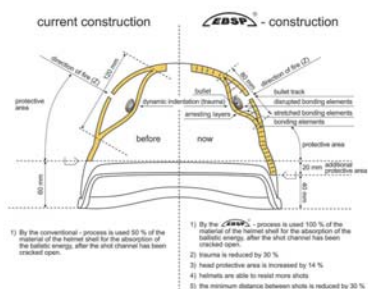 current construction
EBSP® - construction
direction of fire (Z)
120 mm
80 mm
direction of fire (Z)
bullet
dynamic indentation (trauma)
arresting layers
bullet track
disrupted bonding elements
stretched bonding elements
bonding elements
protective area
before
now
protective area
20 mm
additional protective area
60 mm
40 mm
1) By the conventional - process is used 50 % of the
material of the helmet shell for the absorption of
the ballistic energy, after the shot channel has been
cracked open.
1) By the EBSP® - process is used 100 % of the
material of the helmet shell for the absorption of
the ballistic energy, after the shot channel has been
cracked open.
2) trauma is reduced by 30 %
3) head protective area is increased by 14 %
4) helmets are able to resist more shots
5) the minimum distance between shots is reduced by 30 %